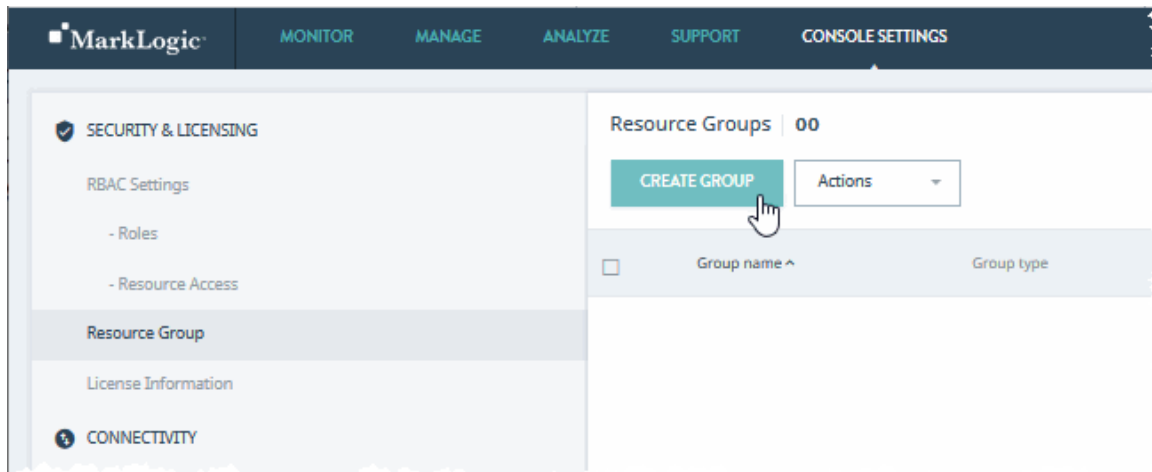 MarkLogic MONITOR MANAGE ANALYZE SUPPORT CONSOLE SETTINGS
SECURITY & LICENSING
RBAC Settings
- Roles
- Resource Access
Resource Group
License Information
CONNECTIVITY
Resource Groups 00
CREATE GROUP Actions
Group name Group type